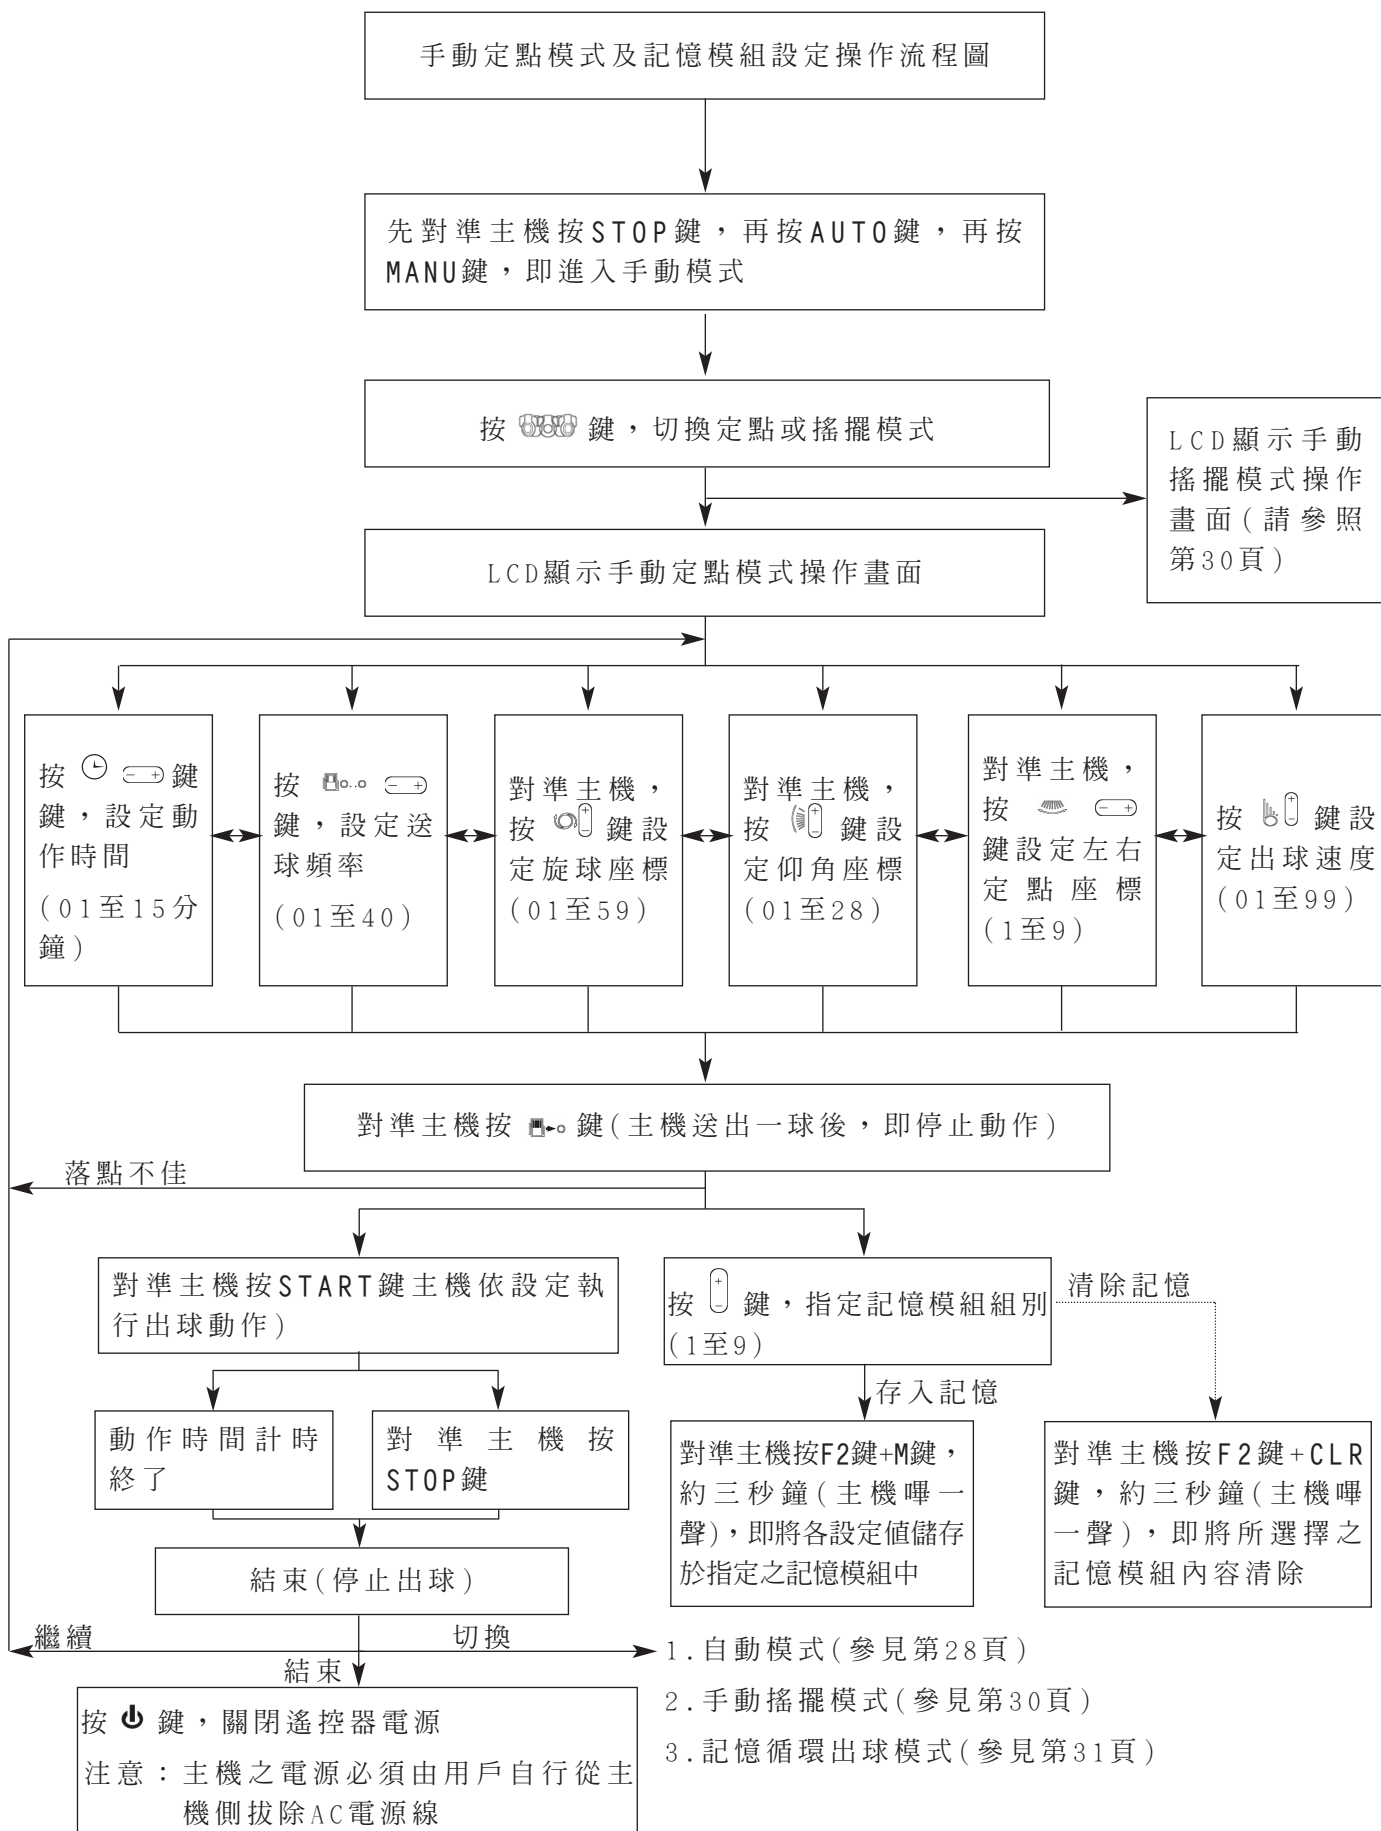 手動定點模式及記憶模組設定操作流程圖
先對準主機按STOP鍵，再按AUTO鍵，再按
MANU鍵，即進入手動模式
按 鍵，切換定點或搖擺模式
LCD顯示手動
搖擺模式操作
畫面(請參照
第30頁)
LCD顯示手動定點模式操作畫面
按 - + 鍵
鍵，設定動
作時間
(01至15分
鐘)
按 - +
鍵，設定送
球頻率
(01至40)
對準主機，
按 + - 鍵設
定旋球座標
(01至59)
對準主機，
按 + - 鍵設
定仰角座標
(01至28)
對準主機，
按 - +
鍵設定左右
定點座標
(1至9)
按 + - 鍵設
定出球速度
(01至99)
對準主機按 鍵(主機送出一球後，即停止動作)
落點不佳
對準主機按START鍵主機依設定執
行出球動作)
按 + - 鍵，指定記憶模組組別
(1至9)
清除記憶
存入記憶
動作時間計時
終了
對準主機按
STOP鍵
對準主機按F2鍵+M鍵，
約三秒鐘(主機嗶一
聲)，即將各設定值儲存
於指定之記憶模組中
對準主機按F2鍵+CLR
鍵，約三秒鐘(主機嗶
一聲)，即將所選擇之
記憶模組內容清除
結束(停止出球)
繼續
切換
結束
1.自動模式(參見第28頁)
2.手動搖擺模式(參見第30頁)
3.記憶循環出球模式(參見第31頁)
按 鍵，關閉遙控器電源
注意：主機之電源必須由用戶自行從主
機側拔除AC電源線